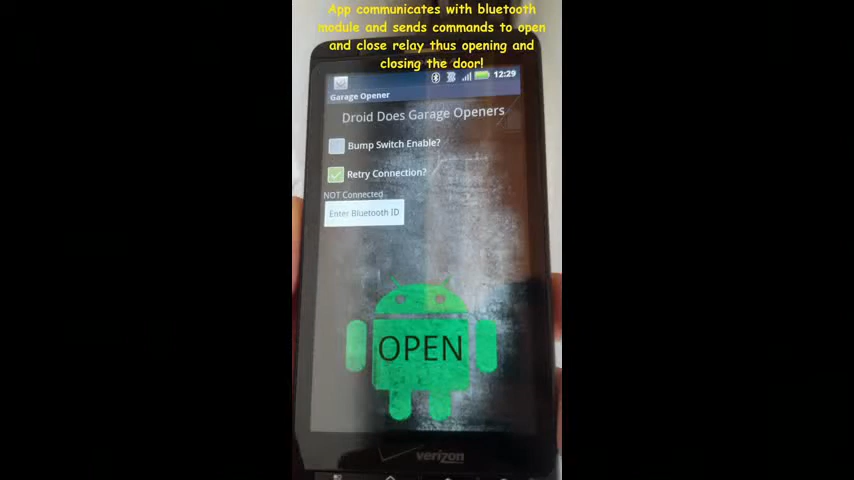 App communicates with bluetooth
module and sends commands to open
and close relay thus opening and
closing the door!
12:29
Garage Opener
Droid Does Garage Openers
Bump Switch Enable?
Retry Connection?
NOT Connected
Enter Bluetooth ID
OPEN
verizon